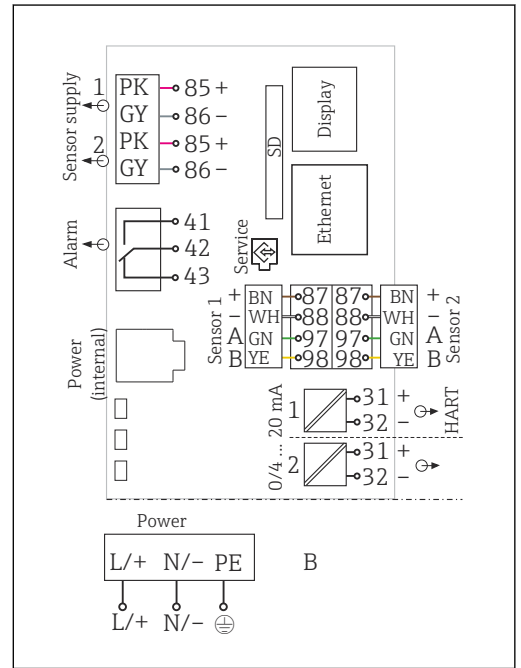 Sensor supply
1 PK 85 +
GY 86 −
2 PK 85 +
GY 86 −
Display
SD
Ethernet
Alarm
41
42
43
Service
Sensor 1
+ BN 87 87 BN +
− WH 88 88 WH −
A GN 97 97 GN A
B YE 98 98 YE B
Sensor 2
Power
(internal)
0/4 ... 20 mA
1 31 +
32 −
HART
2 31 +
32 −
Power
L/+ N/− PE
B
L/+ N/−